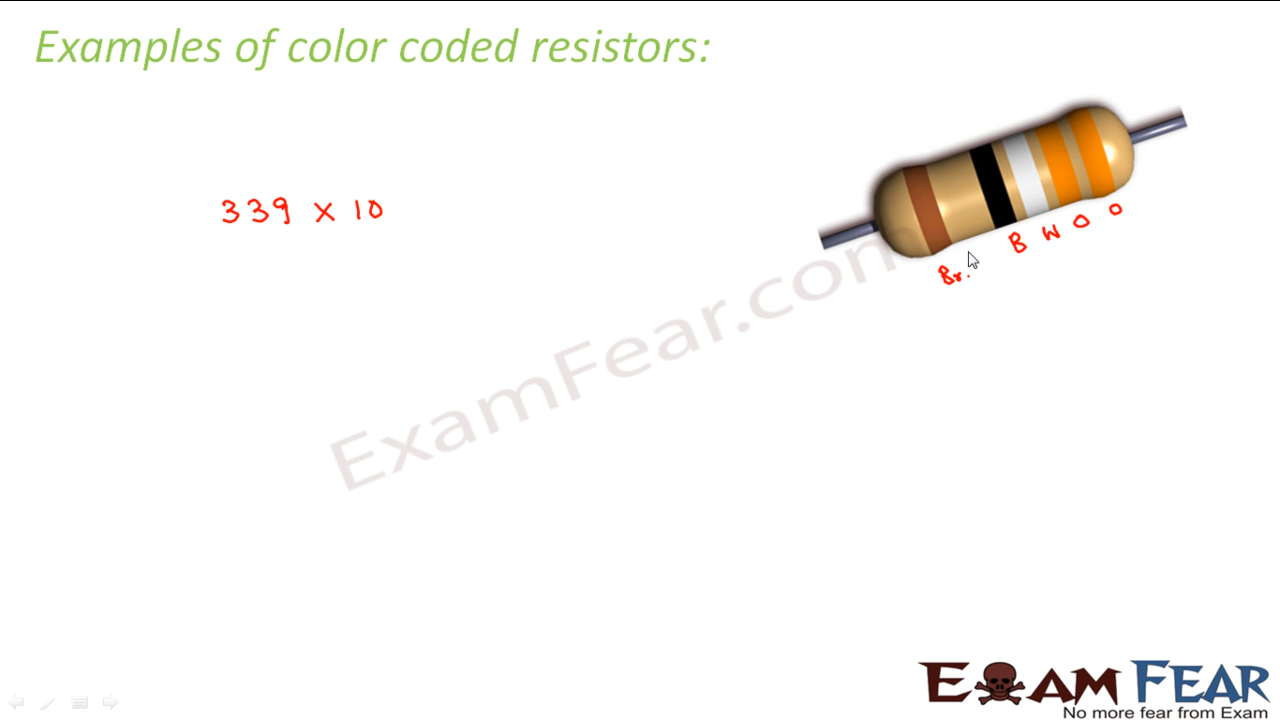 Examples of color coded resistors:
339 X 10
Br. B W O O
ExamFear.com
EXAM FEAR
No more fear from Exam